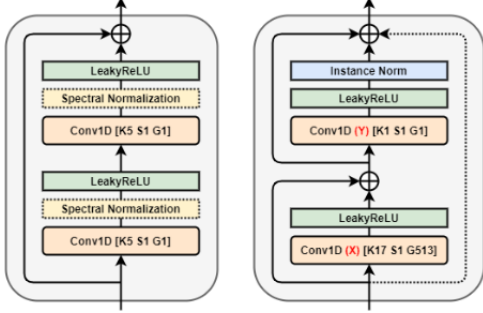 LeakyReLU
Spectral Normalization
Conv1D [K5 S1 G1]
LeakyReLU
Spectral Normalization
Conv1D [K5 S1 G1]
Instance Norm
LeakyReLU
Conv1D (Y) [K1 S1 G1]
LeakyReLU
Conv1D (X) [K17 S1 G513]